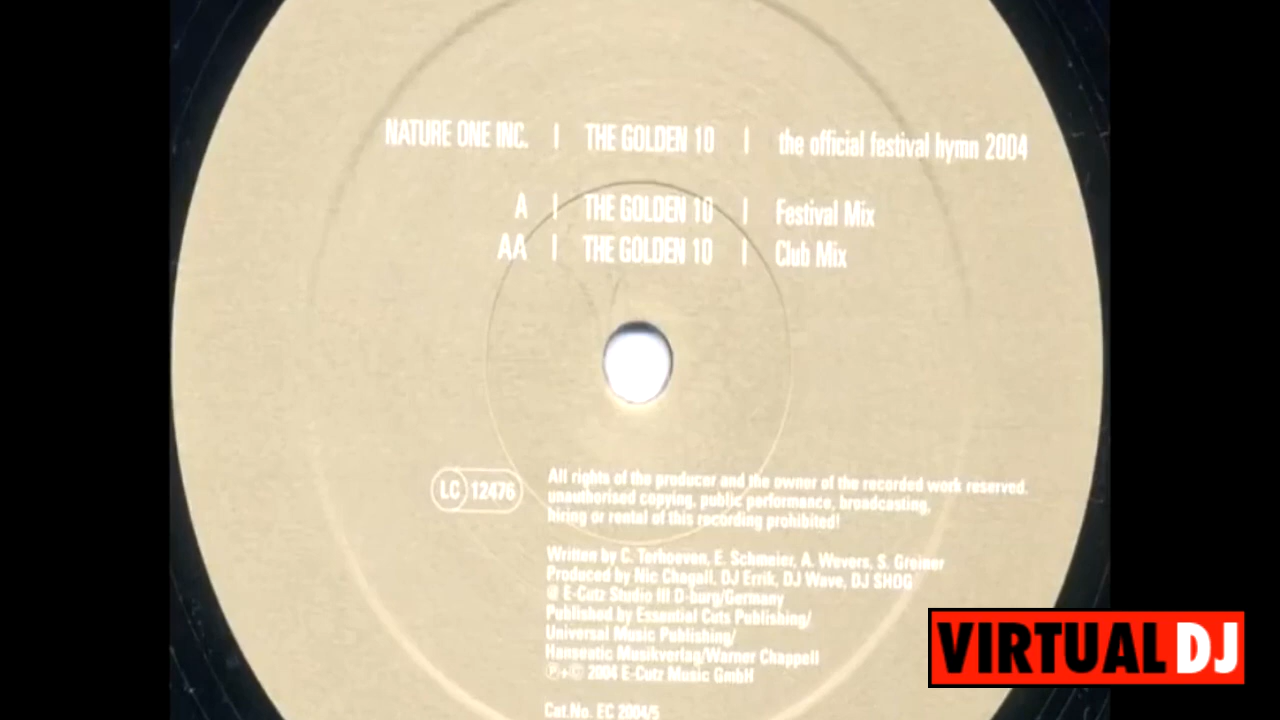 NATURE ONE INC. | THE GOLDEN 10 | the official festival hymn 2004
A | THE GOLDEN 10 | Festival Mix
AA | THE GOLDEN 10 | Club Mix
LC 12476
All rights of the producer and the owner of the recorded work reserved.
unauthorised copying, public performance, broadcasting,
hiring or rental of this recording prohibited!
Written by C. Terhoeven, E. Schmeier, A. Wevers, S. Greiner
Produced by Nic Chagall, DJ Errik, DJ Wave, DJ SHOG
@ E-Cutz Studio III D-burg/Germany
Published by Essential Cuts Publishing/
Universal Music Publishing/
Hanseatic Musikverlag/Warner Chappell
℗+© 2004 E-Cutz Music GmbH
Cat.No. EC 2004/5
VIRTUAL DJ